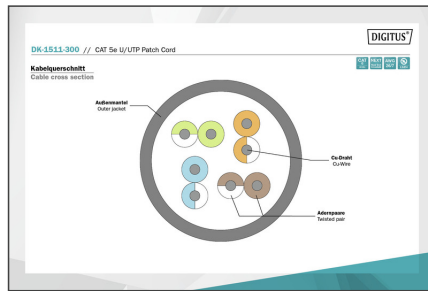 DIGITUS®
DK-1511-300 // CAT 5e U/UTP Patch Cord
Kabelquerschnitt
Cable cross section
Außenmantel
Outer jacket
Cu-Draht
Cu-Wire
Adernpaare
Twisted pair